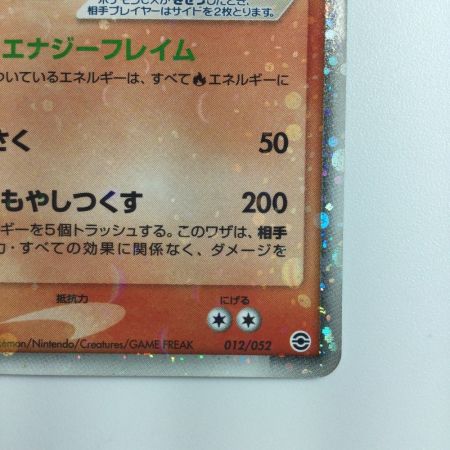 相手プレイヤーはサイドを2枚とります。
エナジーフレイム
ついているエネルギーは、すべて エネルギーに
さく 50
もやしつくす 200
ギーを5個トラッシュする。このワザは、相手
力・すべての効果に関係なく、ダメージを
抵抗力 にげる
okémon/Nintendo/Creatures/GAME FREAK 012/052